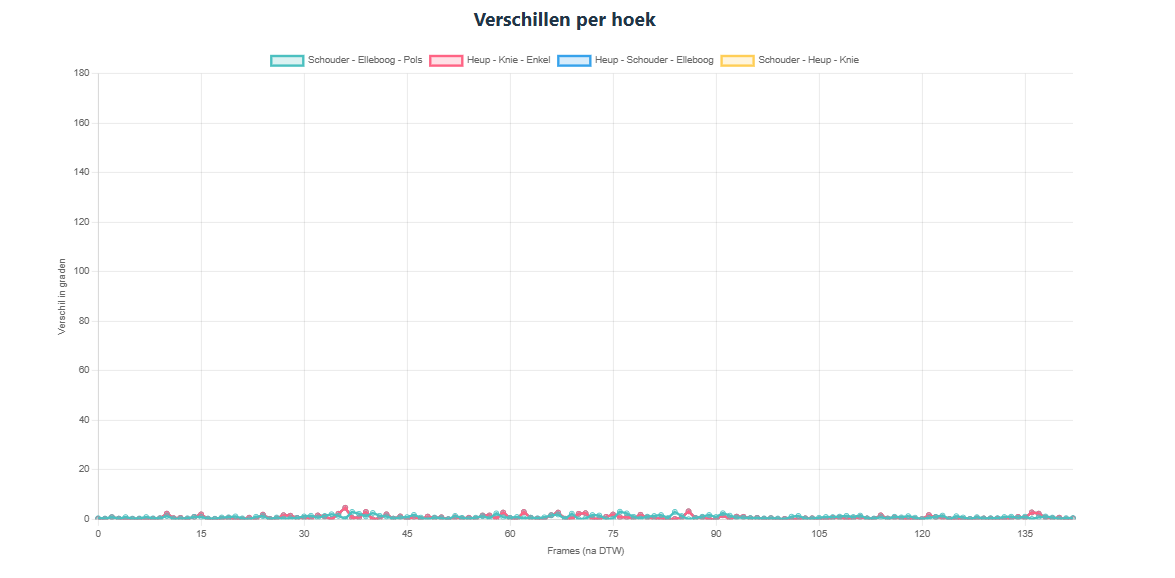 Verschillen per hoek
Schouder - Elleboog - Pols Heup - Knie - Enkel Heup - Schouder - Elleboog Schouder - Heup - Knie
180
160
140
120
100
80
60
40
20
0
Verschil in graden
0 15 30 45 60 75 90 105 120 135
Frames (na DTW)